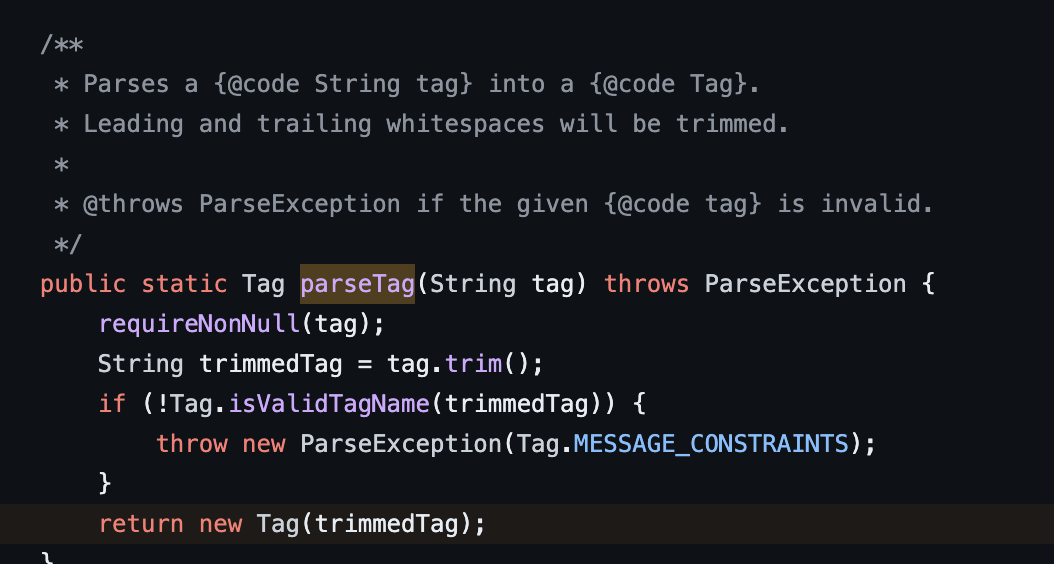 /**
 * Parses a {@code String tag} into a {@code Tag}.
 * Leading and trailing whitespaces will be trimmed.
 *
 * @throws ParseException if the given {@code tag} is invalid.
 */
public static Tag parseTag(String tag) throws ParseException {
    requireNonNull(tag);
    String trimmedTag = tag.trim();
    if (!Tag.isValidTagName(trimmedTag)) {
        throw new ParseException(Tag.MESSAGE_CONSTRAINTS);
    }
    return new Tag(trimmedTag);
}